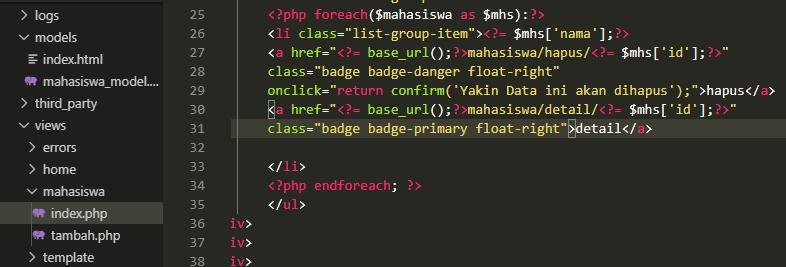 logs
models
index.html
mahasiswa_model....
third_party
views
errors
home
mahasiswa
index.php
tambah.php
template
25 <?php foreach($mahasiswa as $mhs):?>
26 <li class="list-group-item"><?= $mhs['nama'];?>
27 <a href="<?= base_url();?>mahasiswa/hapus/<?= $mhs['id'];?>"
28 class="badge badge-danger float-right"
29 onclick="return confirm('Yakin Data ini akan dihapus');">hapus</a>
30 <a href="<?= base_url();?>mahasiswa/detail/<?= $mhs['id'];?>"
31 class="badge badge-primary float-right">detail</a>
32
33 </li>
34 <?php endforeach; ?>
35 </ul>
36 iv>
37 iv>
38 iv>